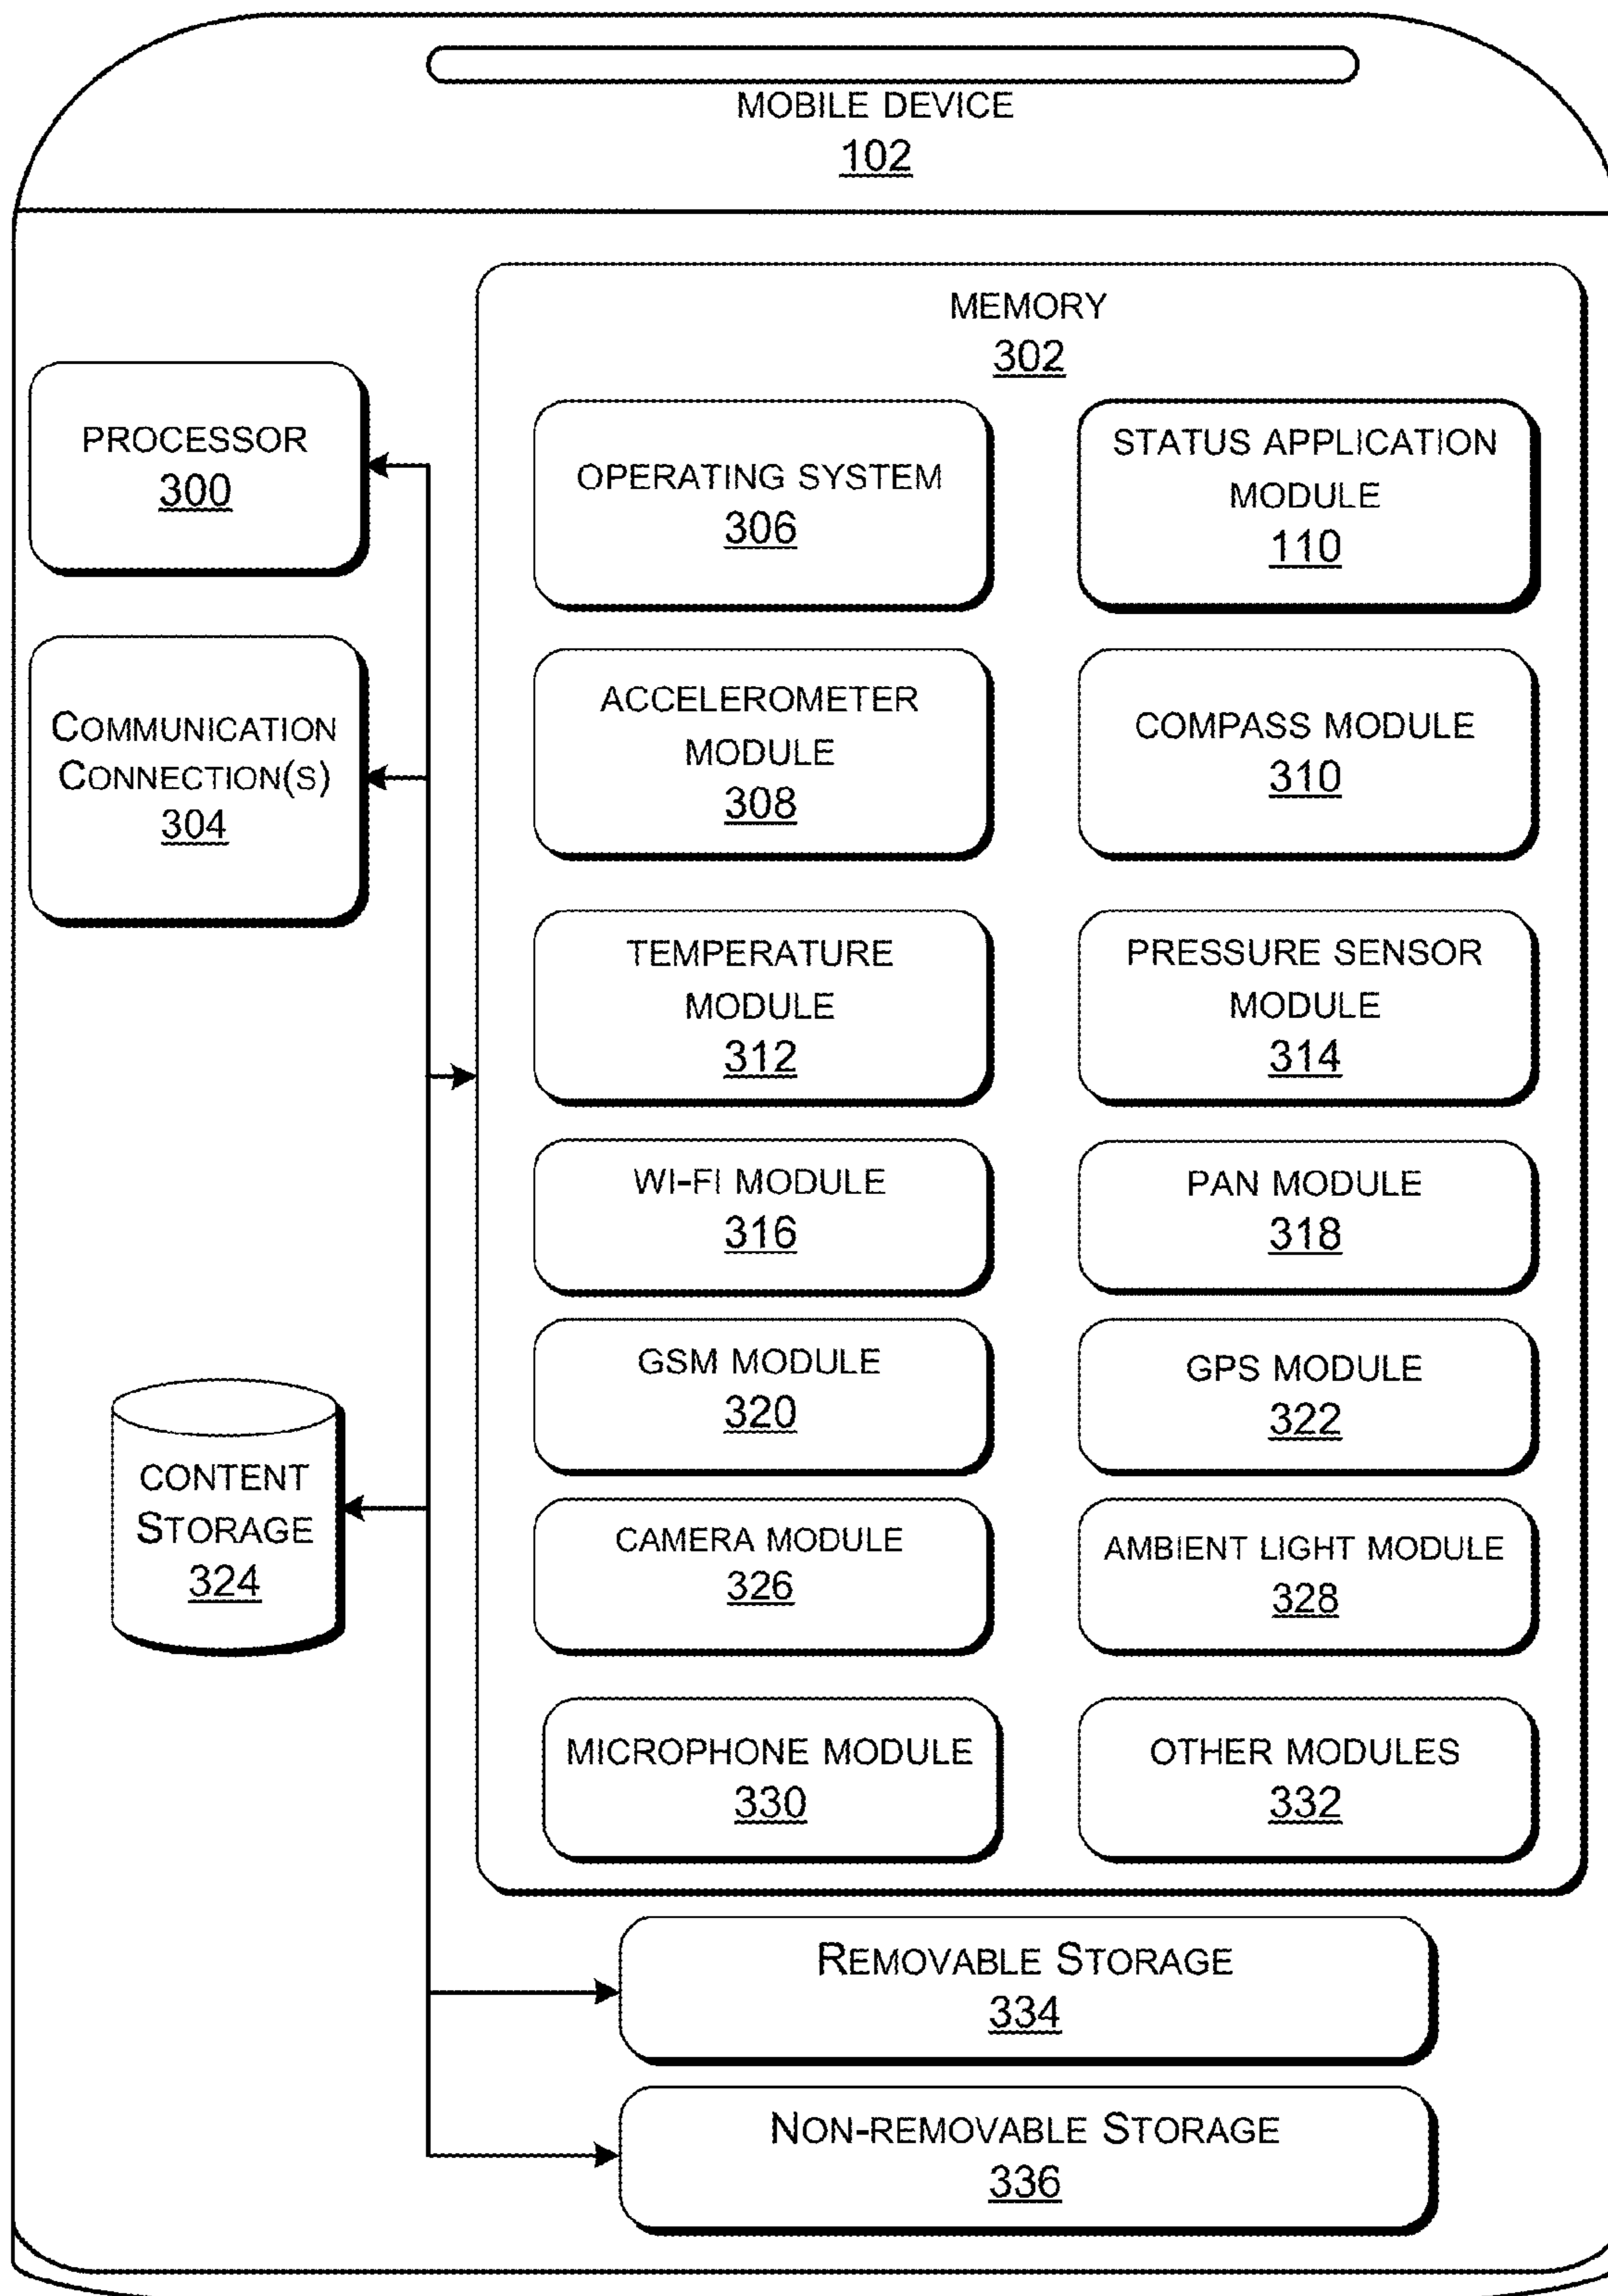 MOBILE DEVICE
102
MEMORY
302
PROCESSOR
300
OPERATING SYSTEM
306
STATUS APPLICATION
MODULE
110
COMMUNICATION
CONNECTION(S)
304
ACCELEROMETER
MODULE
308
COMPASS MODULE
310
TEMPERATURE
MODULE
312
PRESSURE SENSOR
MODULE
314
WI-FI MODULE
316
PAN MODULE
318
GSM MODULE
320
GPS MODULE
322
CONTENT
STORAGE
324
CAMERA MODULE
326
AMBIENT LIGHT MODULE
328
MICROPHONE MODULE
330
OTHER MODULES
332
REMOVABLE STORAGE
334
NON-REMOVABLE STORAGE
336